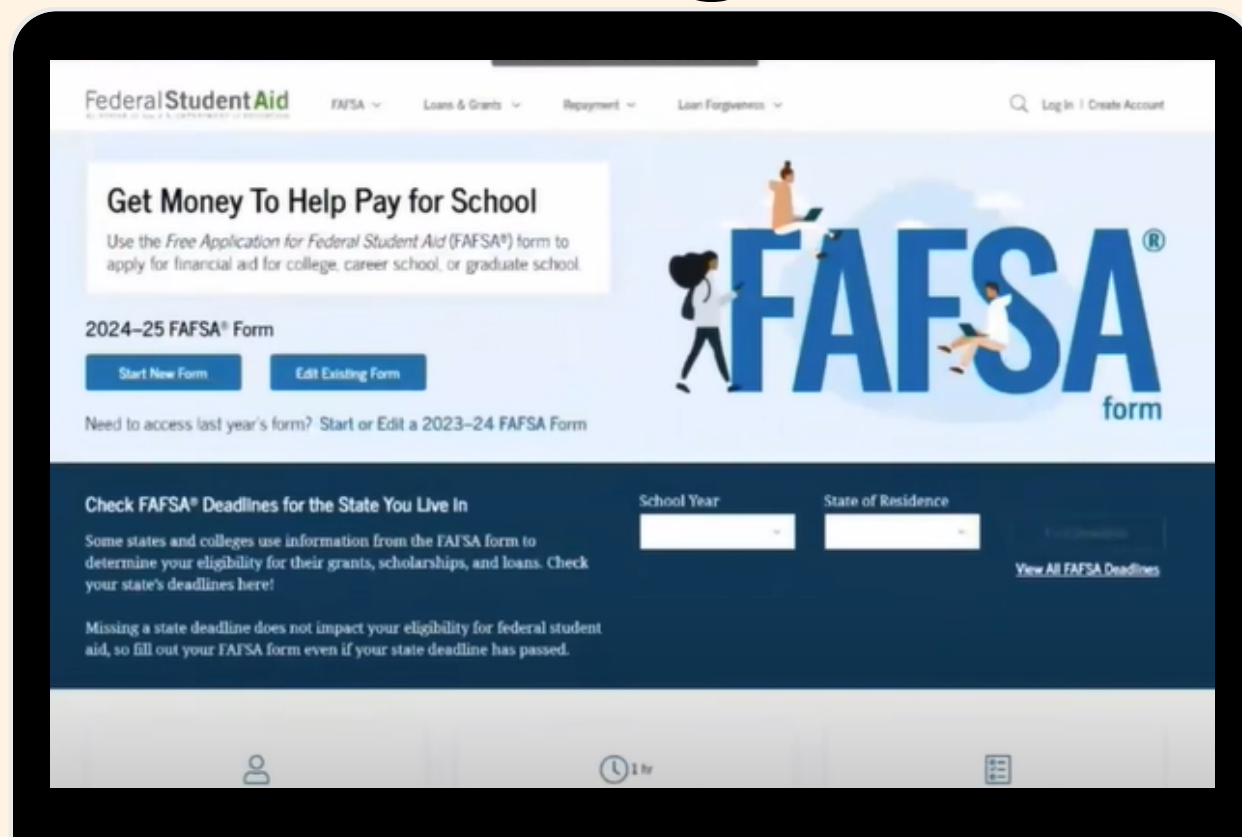 Federal Student Aid
FAFSA Loans & Grants Repayment Loan Forgiveness Log In | Create Account
Get Money To Help Pay for School
Use the Free Application for Federal Student Aid (FAFSA®) form to
apply for financial aid for college, career school, or graduate school.
2024–25 FAFSA® Form
Start New Form Edit Existing Form
Need to access last year's form? Start or Edit a 2023–24 FAFSA Form
FAFSA®
form
Check FAFSA® Deadlines for the State You Live In
Some states and colleges use information from the FAFSA form to
determine your eligibility for their grants, scholarships, and loans. Check
your state's deadlines here!
Missing a state deadline does not impact your eligibility for federal student
aid, so fill out your FAFSA form even if your state deadline has passed.
School Year State of Residence
View All FAFSA Deadlines
1 hr